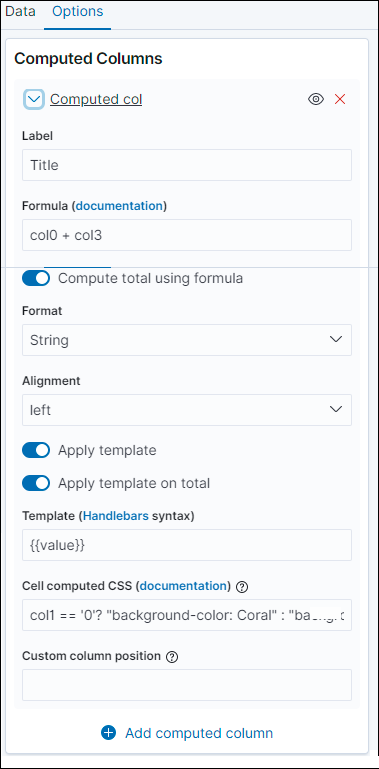 Data Options
Computed Columns
Computed col
Label
Title
Formula (documentation)
col0 + col3
Compute total using formula
Format
String
Alignment
left
Apply template
Apply template on total
Template (Handlebars syntax)
{{value}}
Cell computed CSS (documentation)
col1 == '0'? "background-color: Coral" :
Custom column position
Add computed column